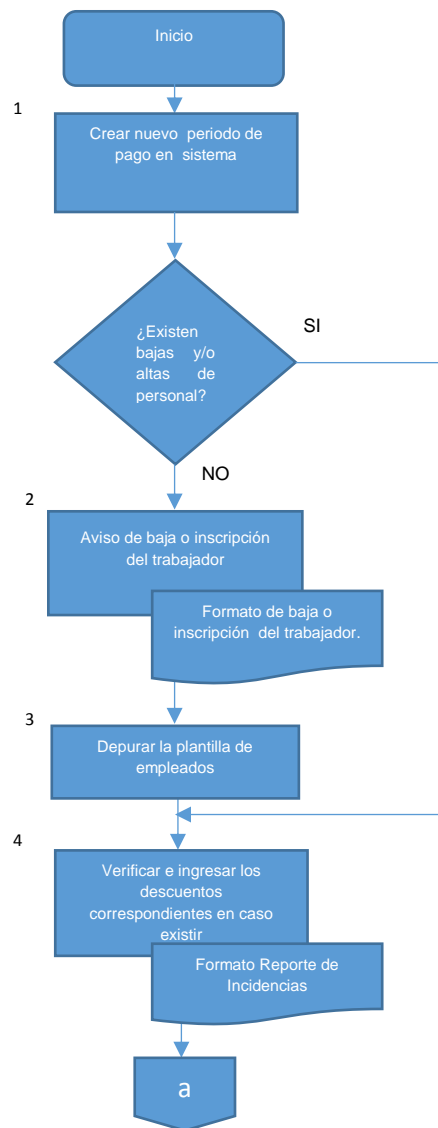 Inicio
1
Crear nuevo periodo de
pago en sistema
¿Existen
bajas y/o
altas de
personal?
SI
NO
2
Aviso de baja o inscripción
del trabajador
Formato de baja o
inscripción del trabajador.
3
Depurar la plantilla de
empleados
4
Verificar e ingresar los
descuentos
correspondientes en caso
existir
Formato Reporte de
Incidencias
a